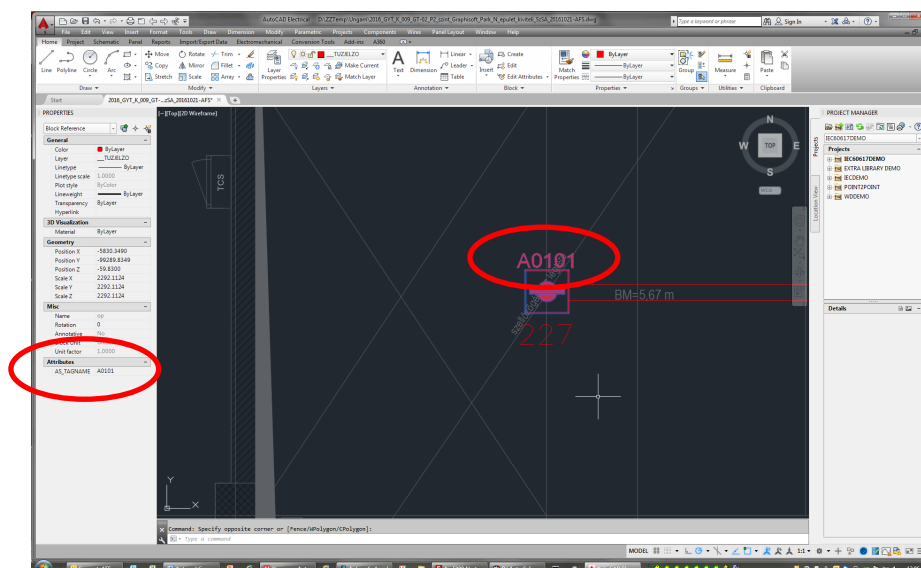 AutoCAD Electrical
Type a keyword or phrase
Sign In
File Edit View Insert Format Tools Draw Dimension Modify Parametric Projects Components Wires Panel Layout Window Help
Home Project Schematic Panel Reports Import/Export Data Electromechanical Conversion Tools Add-ins A360
Line Polyline Circle Arc
Move Rotate Trim
Copy Mirror Fillet
Stretch Scale Array
Layer Properties
__TUZJELZO
Make Current
Match Layer
Text Dimension
Linear
Leader
Table
Insert
Create
Edit
Edit Attributes
Match Properties
ByLayer
ByLayer
ByLayer
Group
Measure
Paste
Draw Modify Layers Annotation Block Properties Groups Utilities Clipboard
Start
PROPERTIES
Block Reference
General
Color ByLayer
Layer __TUZJELZO
Linetype ByLayer
Linetype scale 1.0000
Plot style ByColor
Lineweight ByLayer
Transparency ByLayer
Hyperlink
3D Visualization
Material ByLayer
Geometry
Position X -5830.3490
Position Y -99289.8349
Position Z -59.8300
Scale X 2292.1124
Scale Y 2292.1124
Scale Z 2292.1124
Misc
Name op
Rotation 0
Annotative No
Unit factor 1.0000
Attributes
AS_TAGNAME A0101
[-][Top][2D Wireframe]
TCS
A0101
BM=5,67 m
227
N
W TOP E
S
WCS
Y
X
Command: Specify opposite corner or [Fence/WPolygon/CPolygon]:
Type a command
MODEL
1:1
PROJECT MANAGER
IEC60617DEMO
Projects
IEC60617DEMO
EXTRA LIBRARY DEMO
IECDEMO
POINT2POINT
WDDEMO
Projects
Location View
Details